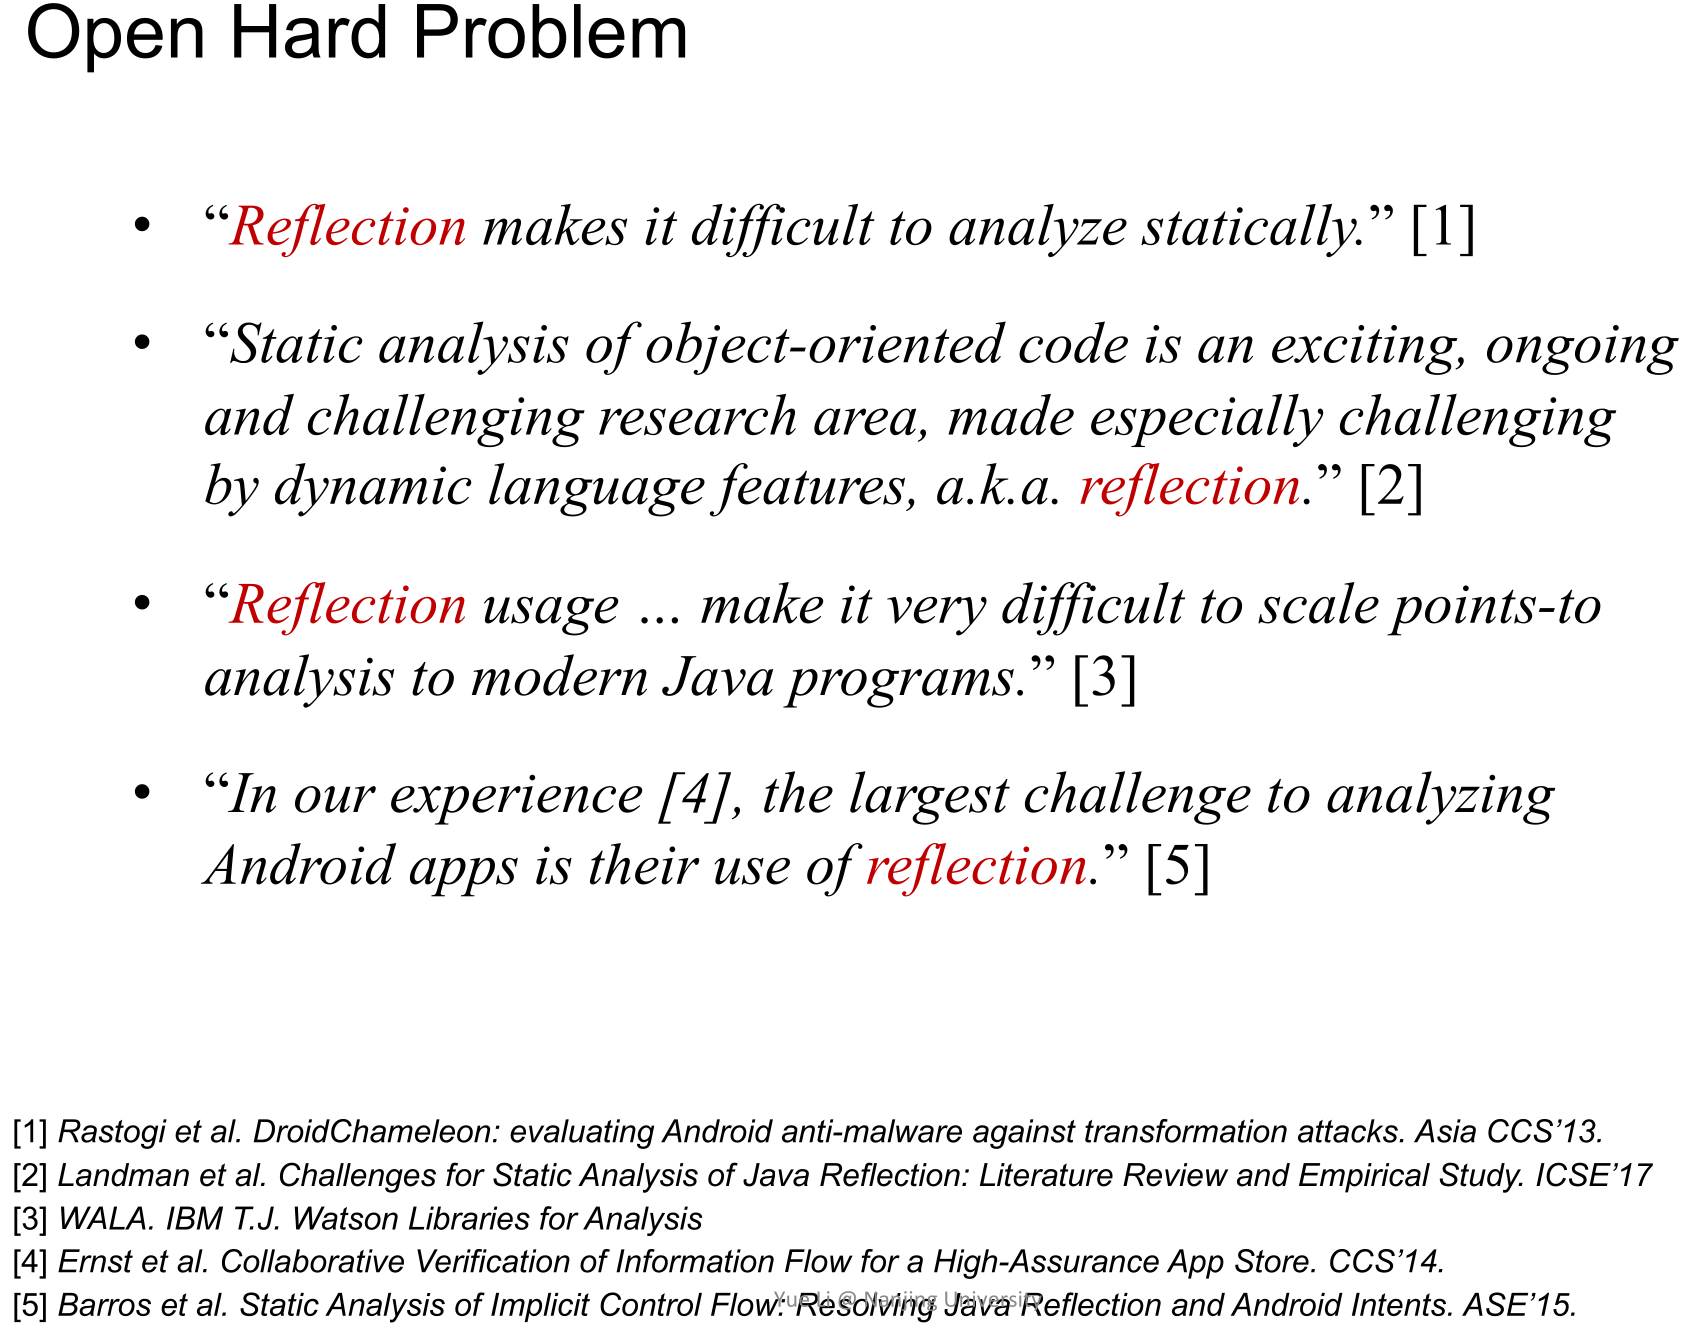 Open Hard Problem
• “Reflection makes it difficult to analyze statically.” [1]
• “Static analysis of object-oriented code is an exciting, ongoing
and challenging research area, made especially challenging
by dynamic language features, a.k.a. reflection.” [2]
• “Reflection usage … make it very difficult to scale points-to
analysis to modern Java programs.” [3]
• “In our experience [4], the largest challenge to analyzing
Android apps is their use of reflection.” [5]
[1] Rastogi et al. DroidChameleon: evaluating Android anti-malware against transformation attacks. Asia CCS’13.
[2] Landman et al. Challenges for Static Analysis of Java Reflection: Literature Review and Empirical Study. ICSE’17
[3] WALA. IBM T.J. Watson Libraries for Analysis
[4] Ernst et al. Collaborative Verification of Information Flow for a High-Assurance App Store. CCS’14.
[5] Barros et al. Static Analysis of Implicit Control Flow: Resolving Java Reflection and Android Intents. ASE’15.
Yue Li @ Nanjing University